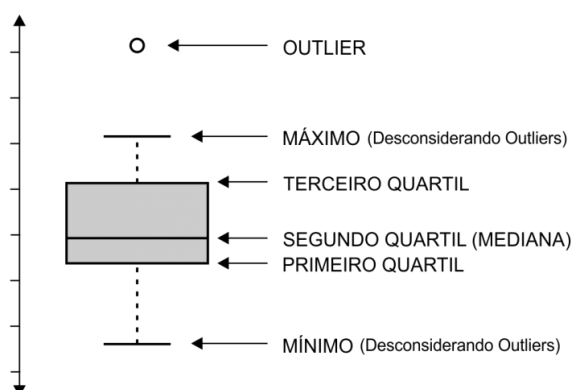 OUTLIER
MÁXIMO (Desconsiderando Outliers)
TERCEIRO QUARTIL
SEGUNDO QUARTIL (MEDIANA)
PRIMEIRO QUARTIL
MÍNIMO (Desconsiderando Outliers)